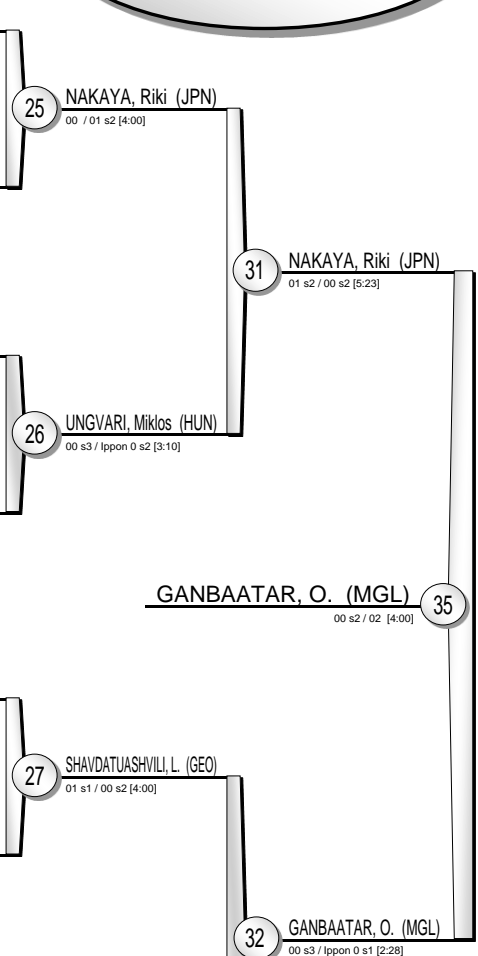 25
NAKAYA, Riki (JPN)
00 / 01 s2 [4:00]
31
NAKAYA, Riki (JPN)
01 s2 / 00 s2 [5:23]
26
UNGVARI, Miklos (HUN)
00 s3 / Ippon 0 s2 [3:10]
GANBAATAR, O. (MGL)
00 s2 / 02 [4:00]
35
27
SHAVDATUASHVILI, L. (GEO)
01 s1 / 00 s2 [4:00]
32
GANBAATAR, O. (MGL)
00 s3 / Ippon 0 s1 [2:28]